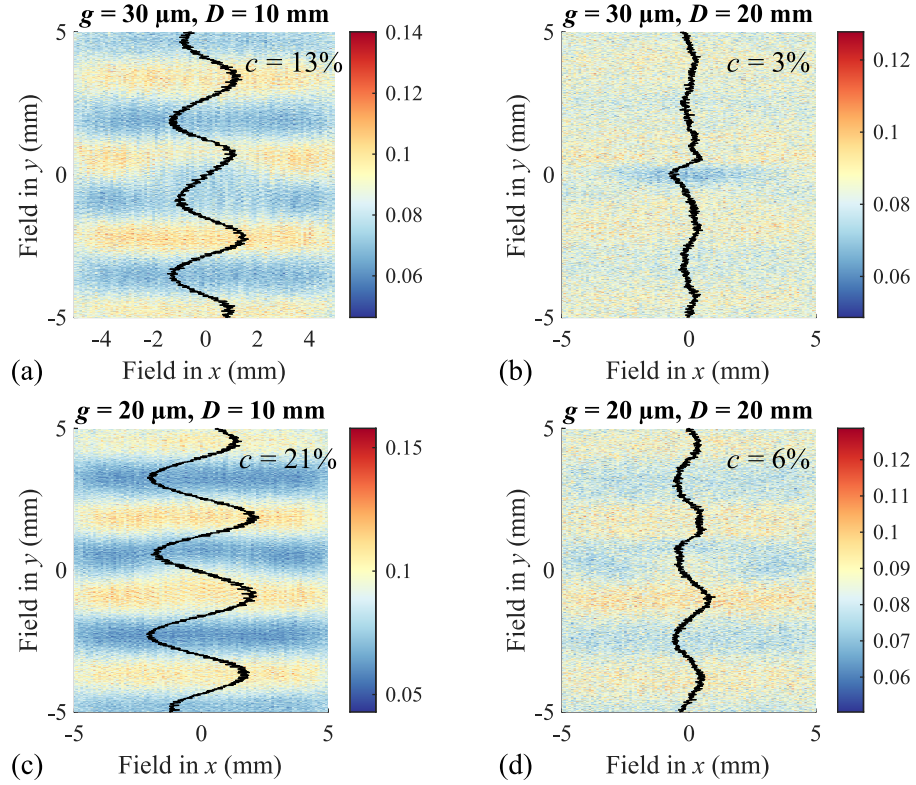 g = 30 µm, D = 10 mm
c = 13%
5
0
-5
Field in y (mm)
-4 -2 0 2 4
Field in x (mm)
0.14
0.12
0.1
0.08
0.06
(a)
g = 30 µm, D = 20 mm
c = 3%
5
0
-5
Field in y (mm)
-5 0 5
Field in x (mm)
0.12
0.1
0.08
0.06
(b)
g = 20 µm, D = 10 mm
c = 21%
5
0
-5
Field in y (mm)
-5 0 5
Field in x (mm)
0.15
0.1
0.05
(c)
g = 20 µm, D = 20 mm
c = 6%
5
0
-5
Field in y (mm)
-5 0 5
Field in x (mm)
0.12
0.11
0.1
0.09
0.08
0.07
0.06
(d)